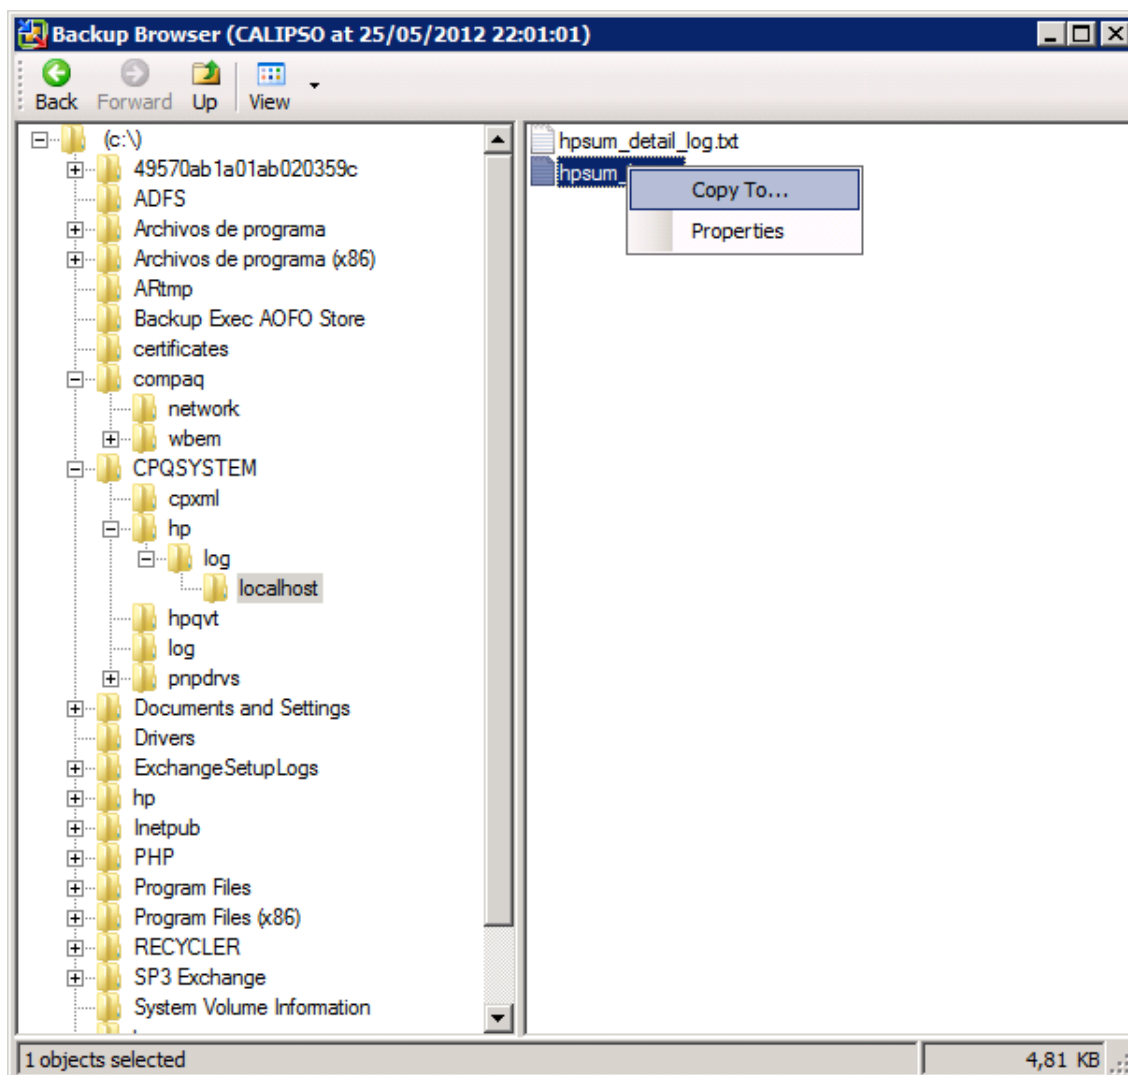 Backup Browser (CALIPSO at 25/05/2012 22:01:01)
Back Forward Up View
(c:\)
49570ab1a01ab020359c
ADFS
Archivos de programa
Archivos de programa (x86)
ARtmp
Backup Exec AOFO Store
certificates
compaq
network
wbem
CPQSYSTEM
cpxml
hp
log
localhost
hpqvt
log
pnpdrvs
Documents and Settings
Drivers
ExchangeSetupLogs
hp
Inetpub
PHP
Program Files
Program Files (x86)
RECYCLER
SP3 Exchange
System Volume Information
hpsum_detail_log.txt
hpsum_
Copy To...
Properties
1 objects selected
4,81 KB